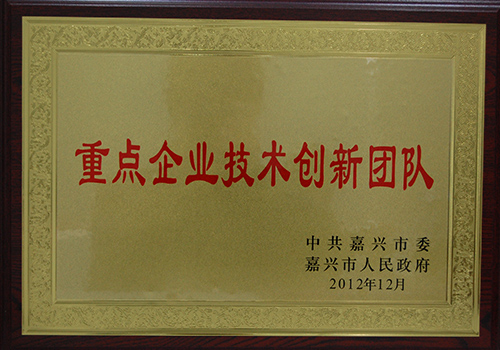 重点企业技术创新团队
中共嘉兴市委
嘉兴市人民政府
2012年12月